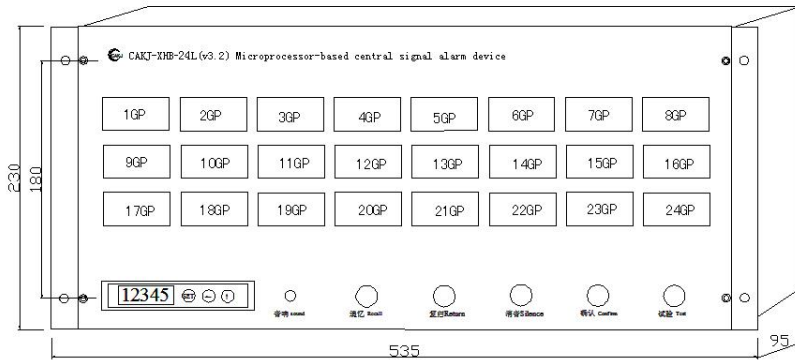 CAKJ CAKJ-XHB-24L(v3.2) Microprocessor-based central signal alarm device
1GP 2GP 3GP 4GP 5GP 6GP 7GP 8GP
9GP 10GP 11GP 12GP 13GP 14GP 15GP 16GP
17GP 18GP 19GP 20GP 21GP 22GP 23GP 24GP
12345 SET
音响 sound 追忆 Recall 复归Return 消音Silence 确认 Confirm 试验 Test
230
180
535
95